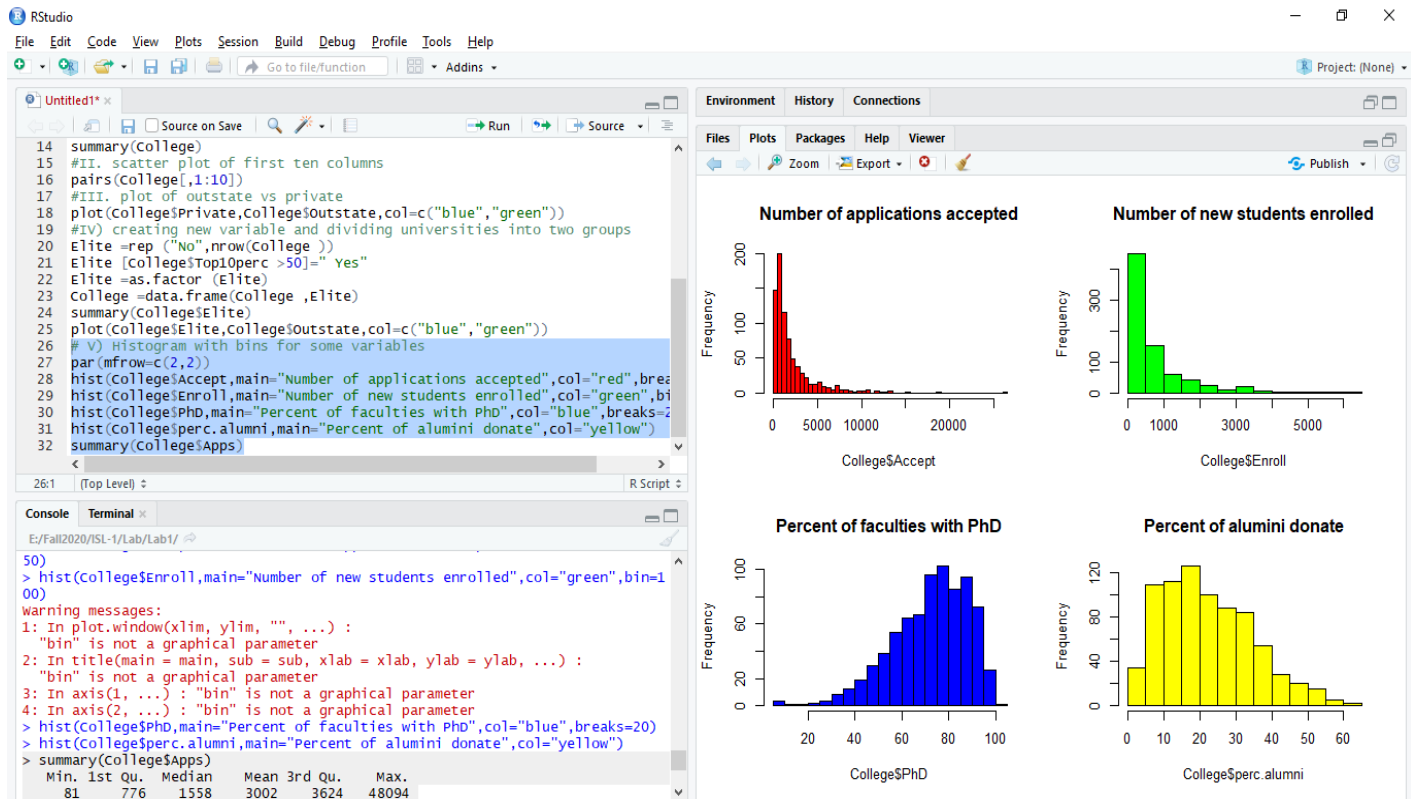 RStudio
File Edit Code View Plots Session Build Debug Profile Tools Help
Go to file/function Addins Project: (None)
Untitled1*
Source on Save Run Source
14 summary(College)
15 #II. scatter plot of first ten columns
16 pairs(College[,1:10])
17 #III. plot of outstate vs private
18 plot(College$Private,College$Outstate,col=c("blue","green"))
19 #IV) creating new variable and dividing universities into two groups
20 Elite =rep ("No",nrow(College ))
21 Elite [College$Top10perc >50]=" Yes"
22 Elite =as.factor (Elite)
23 College =data.frame(College ,Elite)
24 summary(College$Elite)
25 plot(College$Elite,College$Outstate,col=c("blue","green"))
26 # V) Histogram with bins for some variables
27 par(mfrow=c(2,2))
28 hist(College$Accept,main="Number of applications accepted",col="red",brea
29 hist(College$Enroll,main="Number of new students enrolled",col="green",bi
30 hist(College$PhD,main="Percent of faculties with PhD",col="blue",breaks=2
31 hist(College$perc.alumni,main="Percent of alumini donate",col="yellow")
32 summary(College$Apps)
26:1 (Top Level) R Script
Console Terminal
E:/Fall2020/ISL-1/Lab/Lab1/
50)
> hist(College$Enroll,main="Number of new students enrolled",col="green",bin=1
00)
Warning messages:
1: In plot.window(xlim, ylim, "", ...) :
"bin" is not a graphical parameter
2: In title(main = main, sub = sub, xlab = xlab, ylab = ylab, ...) :
"bin" is not a graphical parameter
3: In axis(1, ...) : "bin" is not a graphical parameter
4: In axis(2, ...) : "bin" is not a graphical parameter
> hist(College$PhD,main="Percent of faculties with PhD",col="blue",breaks=20)
> hist(College$perc.alumni,main="Percent of alumini donate",col="yellow")
> summary(College$Apps)
Min. 1st Qu. Median Mean 3rd Qu. Max.
81 776 1558 3002 3624 48094
Environment History Connections
Files Plots Packages Help Viewer
Zoom Export Publish
Number of applications accepted
Frequency
0 50 100 200
0 5000 10000 20000
College$Accept
Number of new students enrolled
Frequency
0 100 300
0 1000 3000 5000
College$Enroll
Percent of faculties with PhD
Frequency
0 20 60 100
20 40 60 80 100
College$PhD
Percent of alumini donate
Frequency
0 40 80 120
0 10 20 30 40 50 60
College$perc.alumni